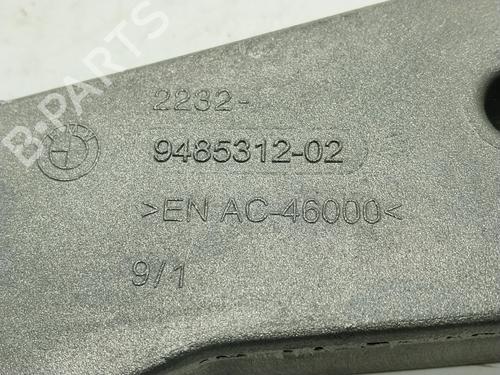 B-PARTS
2232-
9485312-02
>EN AC-46000<
9/1